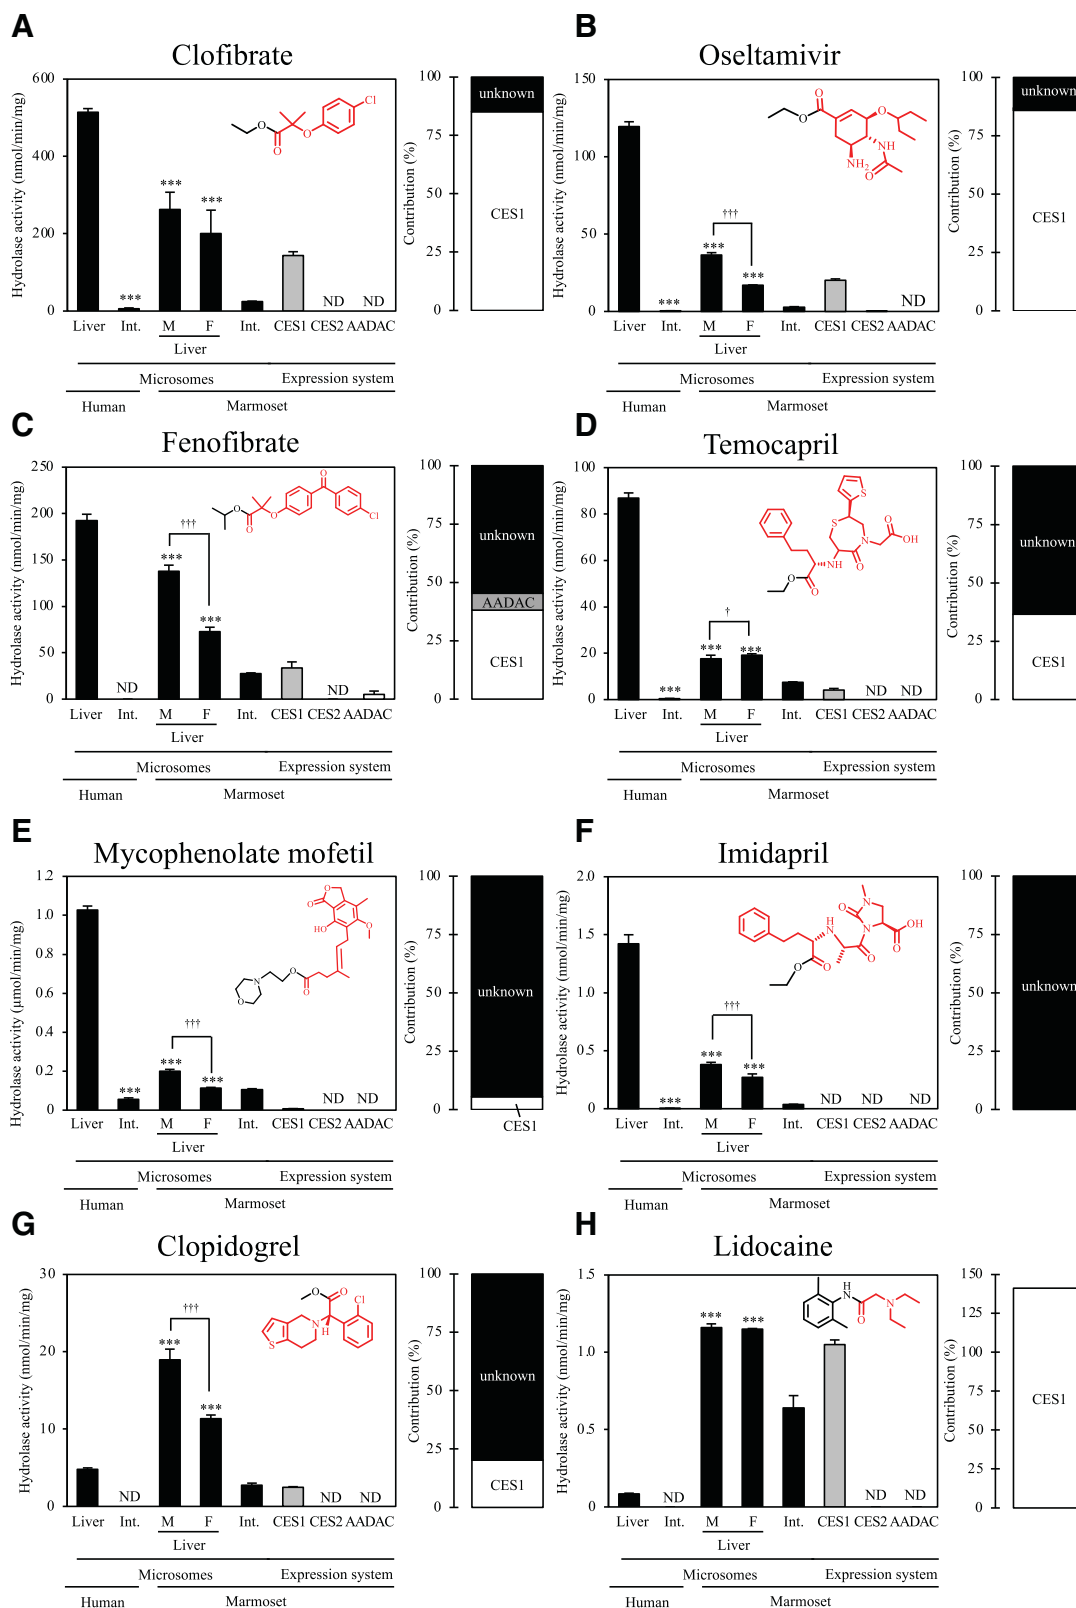 A
Clofibrate
Hydrolase activity (nmol/min/mg)
600
400
200
0
***
***
***
ND
ND
Cl
O
O
O
Liver Int. M F Int. CES1 CES2 AADAC
Liver
Microsomes Expression system
Human Marmoset
Contribution (%)
100
75
50
25
0
unknown
CES1
B
Oseltamivir
Hydrolase activity (nmol/min/mg)
150
100
50
0
***
***
†††
***
ND
O
O
O
NH
NH2
O
Liver Int. M F Int. CES1 CES2 AADAC
Liver
Microsomes Expression system
Human Marmoset
Contribution (%)
100
75
50
25
0
unknown
CES1
C
Fenofibrate
Hydrolase activity (nmol/min/mg)
250
200
150
100
50
0
ND
***
†††
***
ND
O
O
O
O
Cl
Liver Int. M F Int. CES1 CES2 AADAC
Liver
Microsomes Expression system
Human Marmoset
Contribution (%)
100
75
50
25
0
unknown
AADAC
CES1
D
Temocapril
Hydrolase activity (nmol/min/mg)
100
80
60
40
20
0
***
***
†
***
ND
ND
S
S
N
O
OH
O
NH
O
O
Liver Int. M F Int. CES1 CES2 AADAC
Liver
Microsomes Expression system
Human Marmoset
Contribution (%)
100
75
50
25
0
unknown
CES1
E
Mycophenolate mofetil
Hydrolase activity (μmol/min/mg)
1.2
1.0
0.8
0.6
0.4
0.2
0
***
***
†††
***
ND
ND
O
O
HO
O
N
O
O
O
Liver Int. M F Int. CES1 CES2 AADAC
Liver
Microsomes Expression system
Human Marmoset
Contribution (%)
100
75
50
25
0
unknown
CES1
F
Imidapril
Hydrolase activity (nmol/min/mg)
2.0
1.5
1.0
0.5
0
***
***
†††
***
ND
ND
ND
N
O
N
OH
O
H
N
O
O
O
Liver Int. M F Int. CES1 CES2 AADAC
Liver
Microsomes Expression system
Human Marmoset
Contribution (%)
100
75
50
25
0
unknown
G
Clopidogrel
Hydrolase activity (nmol/min/mg)
30
20
10
0
ND
***
†††
***
ND
ND
O
O
Cl
N
H
S
Liver Int. M F Int. CES1 CES2 AADAC
Liver
Microsomes Expression system
Human Marmoset
Contribution (%)
100
75
50
25
0
unknown
CES1
H
Lidocaine
Hydrolase activity (nmol/min/mg)
1.5
1.0
0.5
0
ND
***
***
ND
ND
H
N
O
N
Liver Int. M F Int. CES1 CES2 AADAC
Liver
Microsomes Expression system
Human Marmoset
Contribution (%)
150
125
100
75
50
25
0
CES1